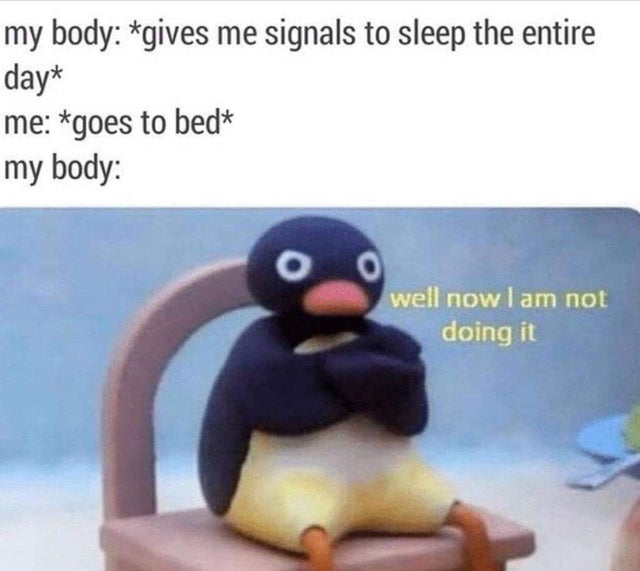 my body: *gives me signals to sleep the entire
day*
me: *goes to bed*
my body:
well now I am not
doing it